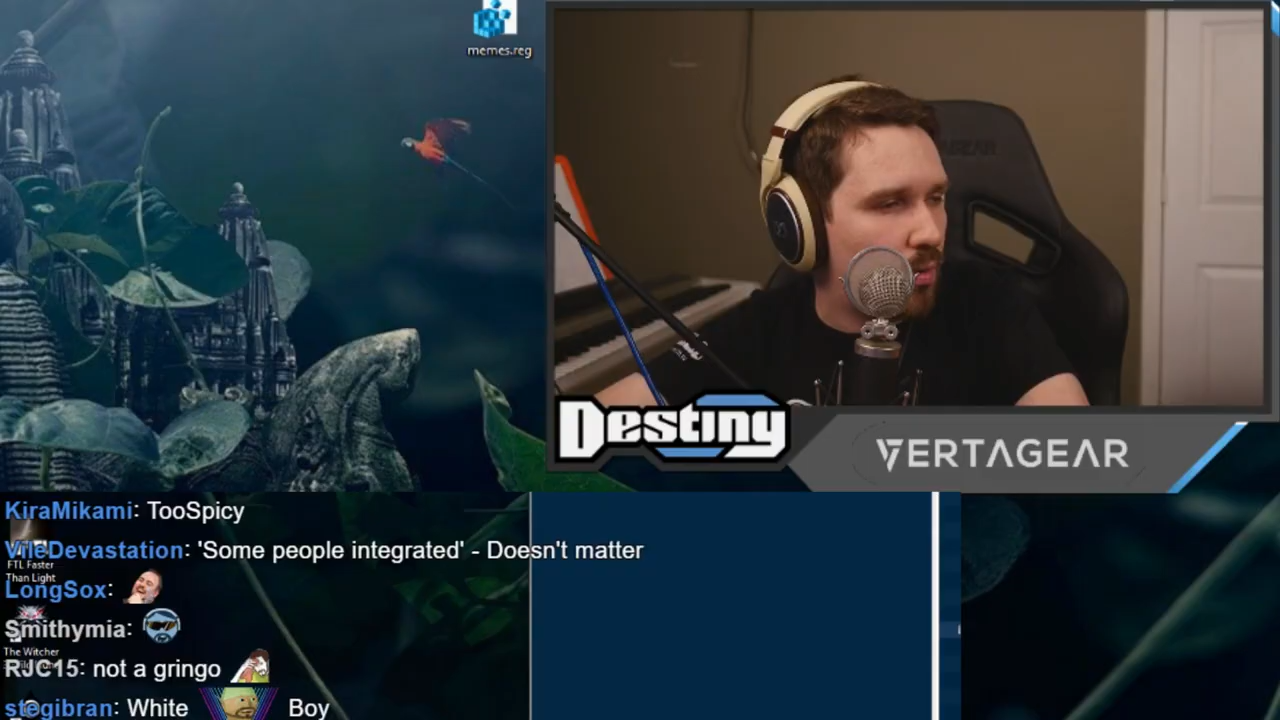 memes.reg
Destiny
VERTAGEAR
KiraMikami: TooSpicy
VileDevastation: 'Some people integrated' - Doesn't matter
FTL Faster
Than Light
LongSox:
Smithymia:
The Witcher
RJC15: not a gringo
stegibran: White Boy